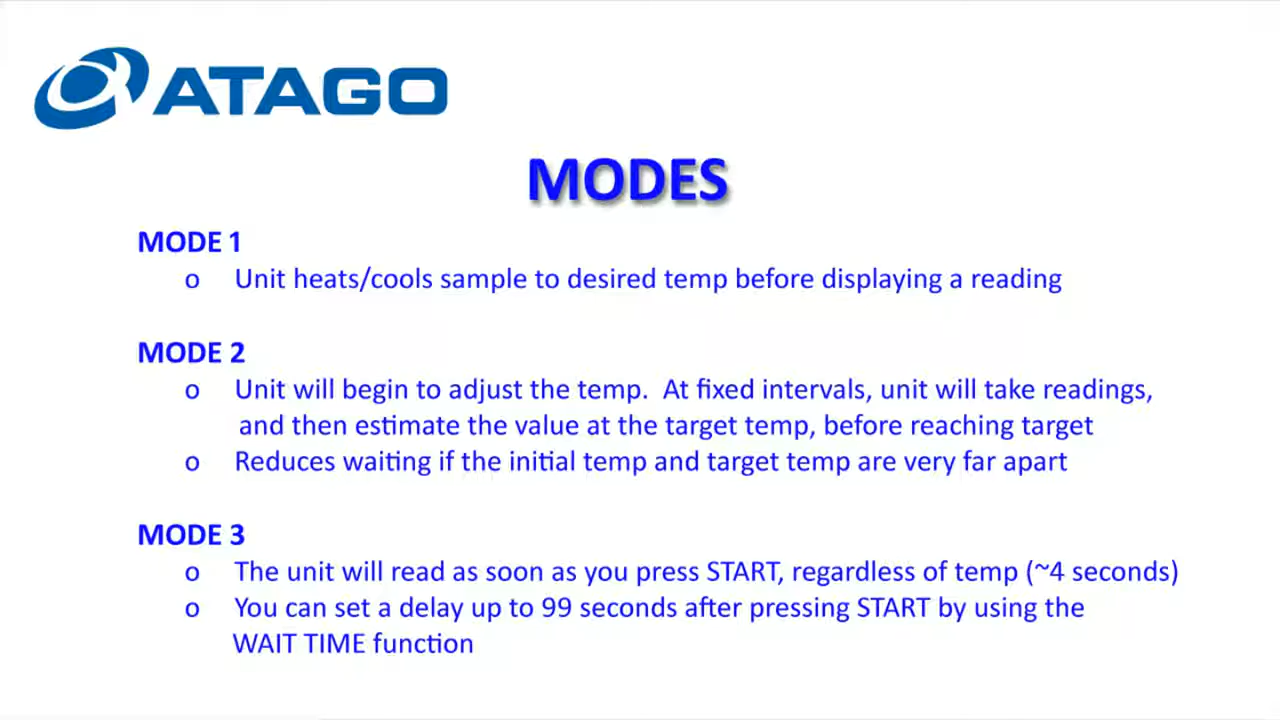 ATAGO
MODES
MODE 1
o Unit heats/cools sample to desired temp before displaying a reading
MODE 2
o Unit will begin to adjust the temp.  At fixed intervals, unit will take readings,
and then estimate the value at the target temp, before reaching target
o Reduces waiting if the initial temp and target temp are very far apart
MODE 3
o The unit will read as soon as you press START, regardless of temp (~4 seconds)
o You can set a delay up to 99 seconds after pressing START by using the
WAIT TIME function